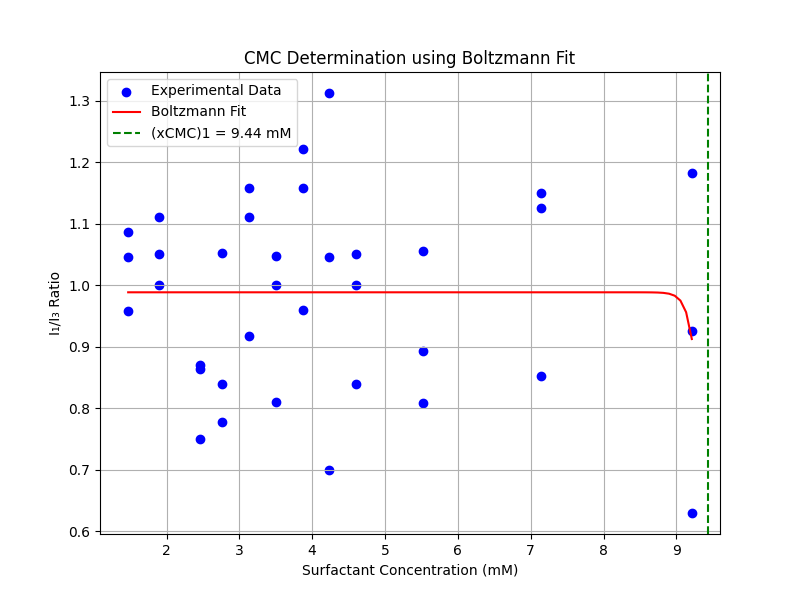 CMC Determination using Boltzmann Fit
Experimental Data
Boltzmann Fit
(xCMC)1 = 9.44 mM
I₁/I₃ Ratio
1.3
1.2
1.1
1.0
0.9
0.8
0.7
0.6
2 3 4 5 6 7 8 9
Surfactant Concentration (mM)